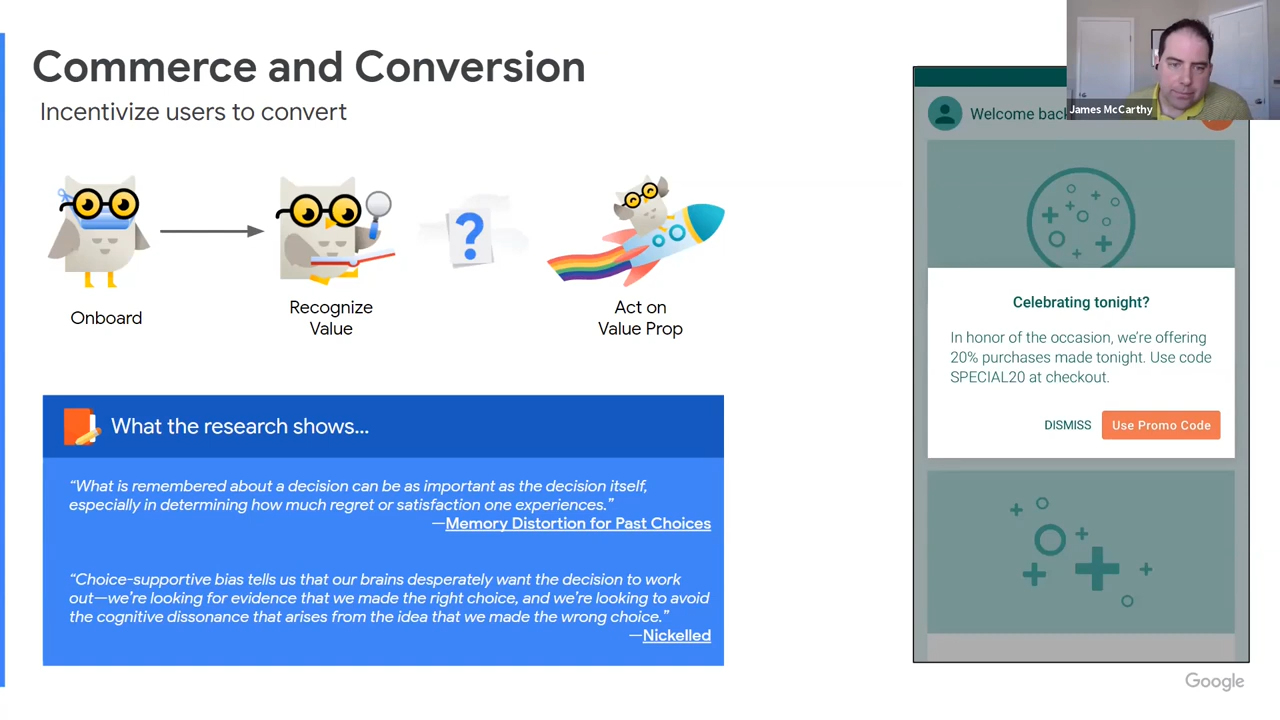 Commerce and Conversion
Incentivize users to convert
Onboard
Recognize
Value
?
Act on
Value Prop
What the research shows...
“What is remembered about a decision can be as important as the decision itself,
especially in determining how much regret or satisfaction one experiences.”
—Memory Distortion for Past Choices
“Choice-supportive bias tells us that our brains desperately want the decision to work
out—we’re looking for evidence that we made the right choice, and we’re looking to avoid
the cognitive dissonance that arises from the idea that we made the wrong choice.”
—Nickelled
James McCarthy
Welcome bac
Celebrating tonight?
In honor of the occasion, we’re offering
20% purchases made tonight. Use code
SPECIAL20 at checkout.
DISMISS
Use Promo Code
Google